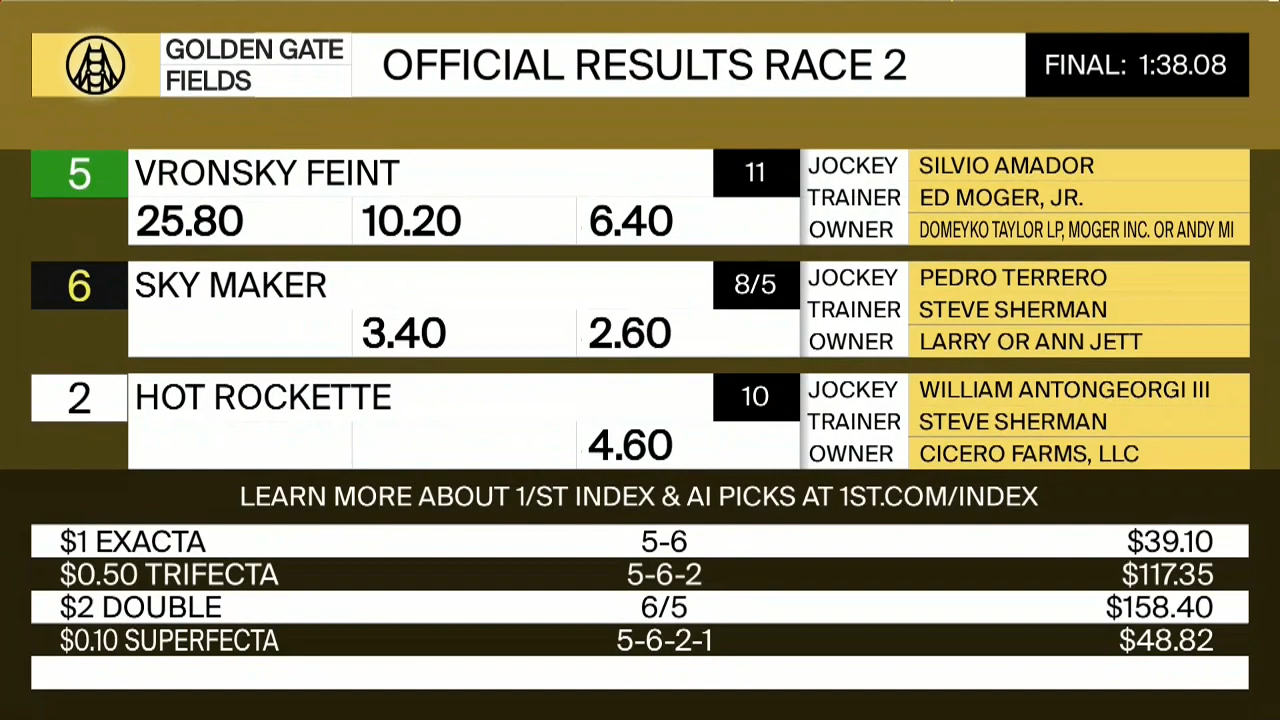 GOLDEN GATE
FIELDS
OFFICIAL RESULTS RACE 2
FINAL: 1:38.08
5 VRONSKY FEINT 11
25.80 10.20 6.40
JOCKEY SILVIO AMADOR
TRAINER ED MOGER, JR.
OWNER DOMEYKO TAYLOR LP, MOGER INC. OR ANDY MI
6 SKY MAKER 8/5
3.40 2.60
JOCKEY PEDRO TERRERO
TRAINER STEVE SHERMAN
OWNER LARRY OR ANN JETT
2 HOT ROCKETTE 10
4.60
JOCKEY WILLIAM ANTONGEORGI III
TRAINER STEVE SHERMAN
OWNER CICERO FARMS, LLC
LEARN MORE ABOUT 1/ST INDEX & AI PICKS AT 1ST.COM/INDEX
$1 EXACTA 5-6 $39.10
$0.50 TRIFECTA 5-6-2 $117.35
$2 DOUBLE 6/5 $158.40
$0.10 SUPERFECTA 5-6-2-1 $48.82